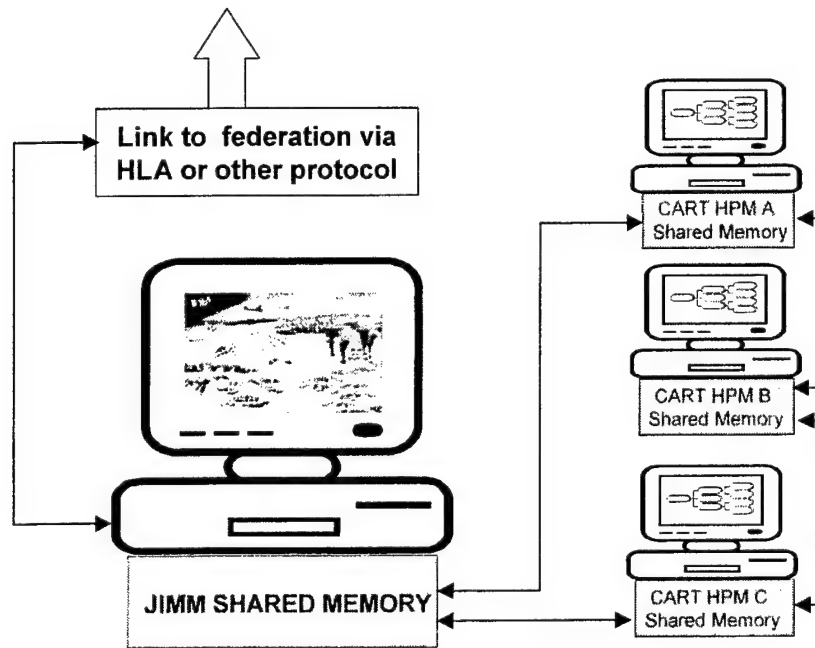 Link to federation via
HLA or other protocol
CART HPM A
Shared Memory
CART HPM B
Shared Memory
JIMM SHARED MEMORY
CART HPM C
Shared Memory